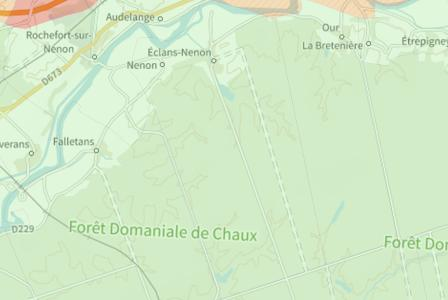 Audelange
Our
Rochefort-sur-
Nenon
La Bretenière
Étrepigney
Éclans-Nenon
Nenon
D673
Falletans
verans
D229
Forêt Domaniale de Chaux
Forêt Dom